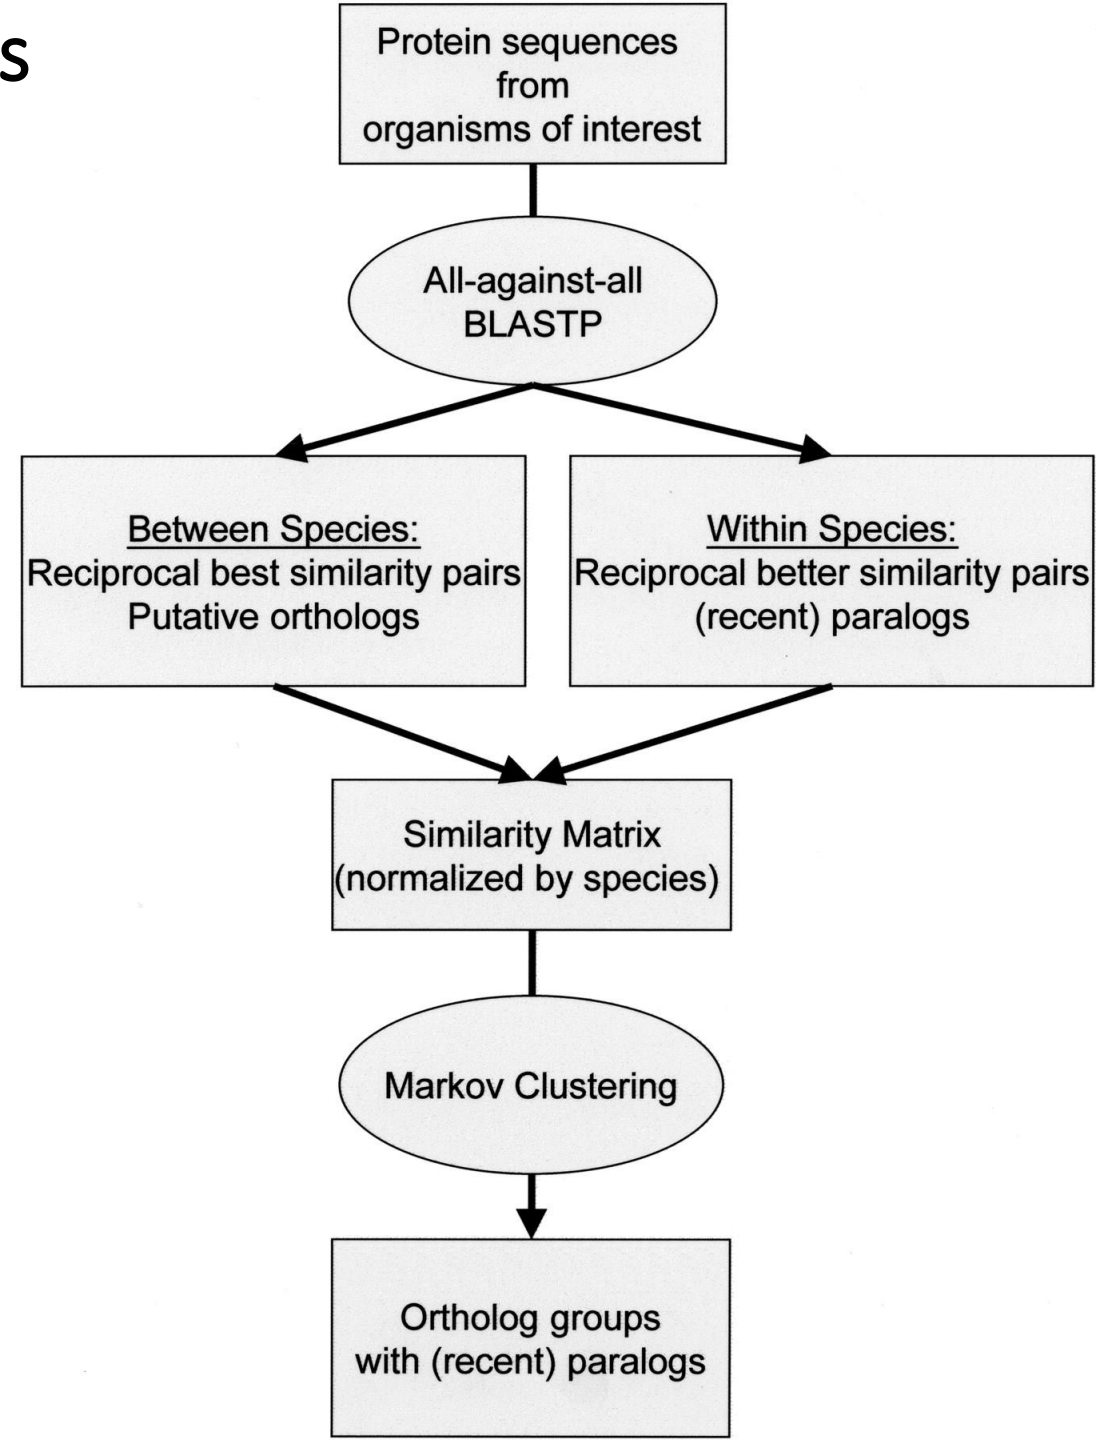 s
Protein sequences
from
organisms of interest
All-against-all
BLASTP
Between Species:
Reciprocal best similarity pairs
Putative orthologs
Within Species:
Reciprocal better similarity pairs
(recent) paralogs
Similarity Matrix
(normalized by species)
Markov Clustering
Ortholog groups
with (recent) paralogs